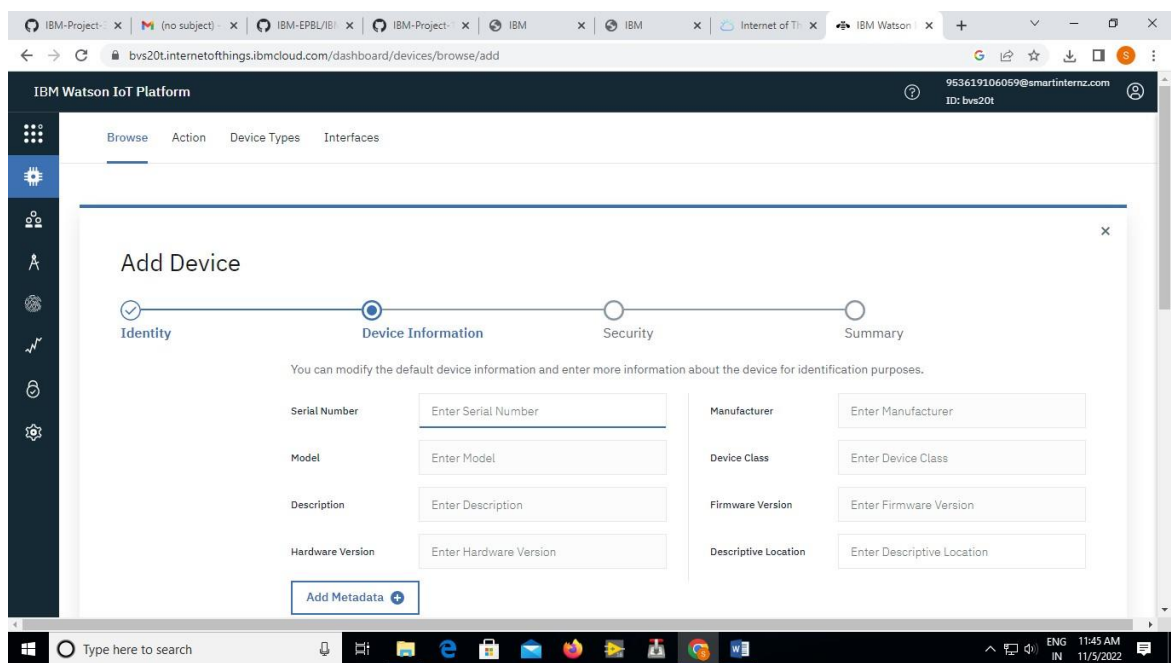 IBM-Project-
(no subject) -
IBM-EPBL/IB
IBM-Project-1
IBM
IBM
Internet of Th
IBM Watson
bvs20t.internetofthings.ibmcloud.com/dashboard/devices/browse/add
S
IBM Watson IoT Platform
953619106059@smartinternz.com
ID: bvs20t
Browse Action Device Types Interfaces
Add Device
Identity Device Information Security Summary
You can modify the default device information and enter more information about the device for identification purposes.
Serial Number Enter Serial Number Manufacturer Enter Manufacturer
Model Enter Model Device Class Enter Device Class
Description Enter Description Firmware Version Enter Firmware Version
Hardware Version Enter Hardware Version Descriptive Location Enter Descriptive Location
Add Metadata
Type here to search
ENG 11:45 AM
IN 11/5/2022